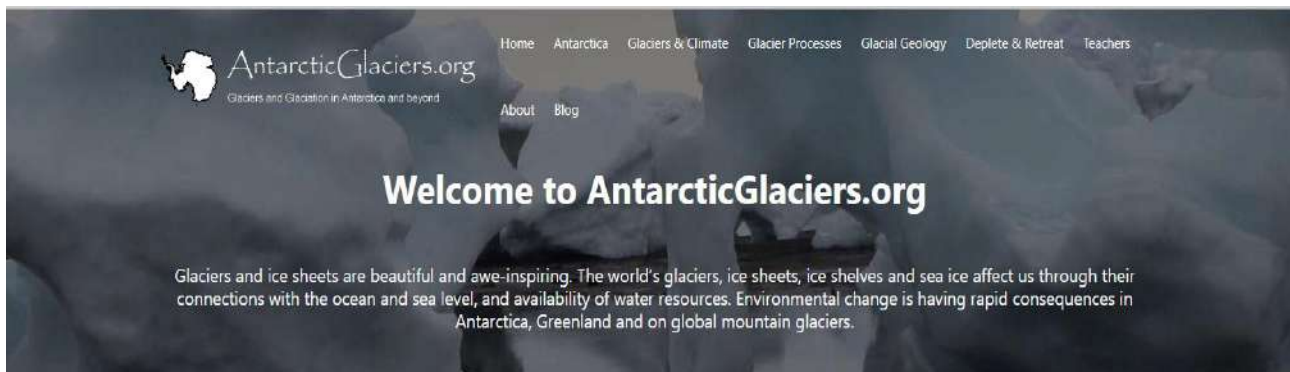 Home Antarctica Glaciers & Climate Glacier Processes Glacial Geology Deplete & Retreat Teachers
AntarcticGlaciers.org
Glaciers and Glaciation in Antarctica and beyond
About Blog
Welcome to AntarcticGlaciers.org
Glaciers and ice sheets are beautiful and awe-inspiring. The world's glaciers, ice sheets, ice shelves and sea ice affect us through their
connections with the ocean and sea level, and availability of water resources. Environmental change is having rapid consequences in
Antarctica, Greenland and on global mountain glaciers.